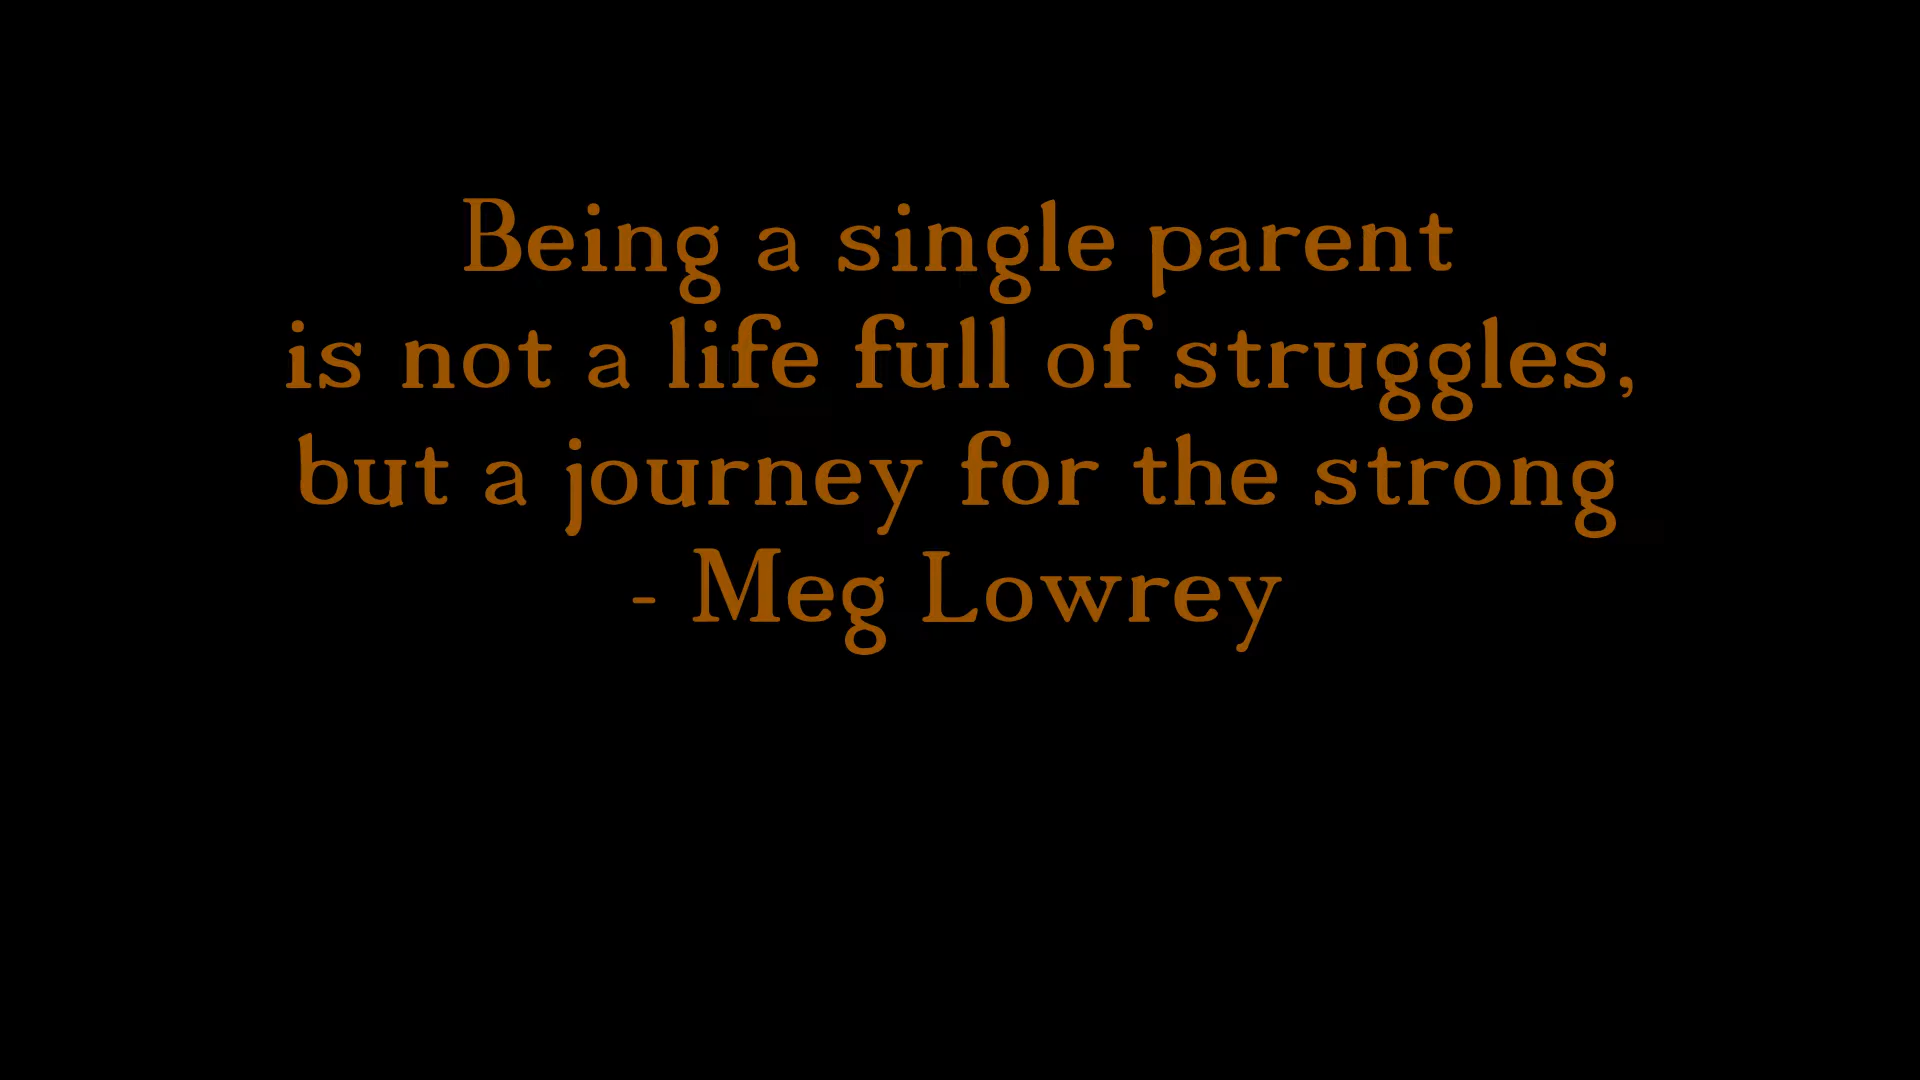 Being a single parent
is not a life full of struggles,
but a journey for the strong
- Meg Lowrey